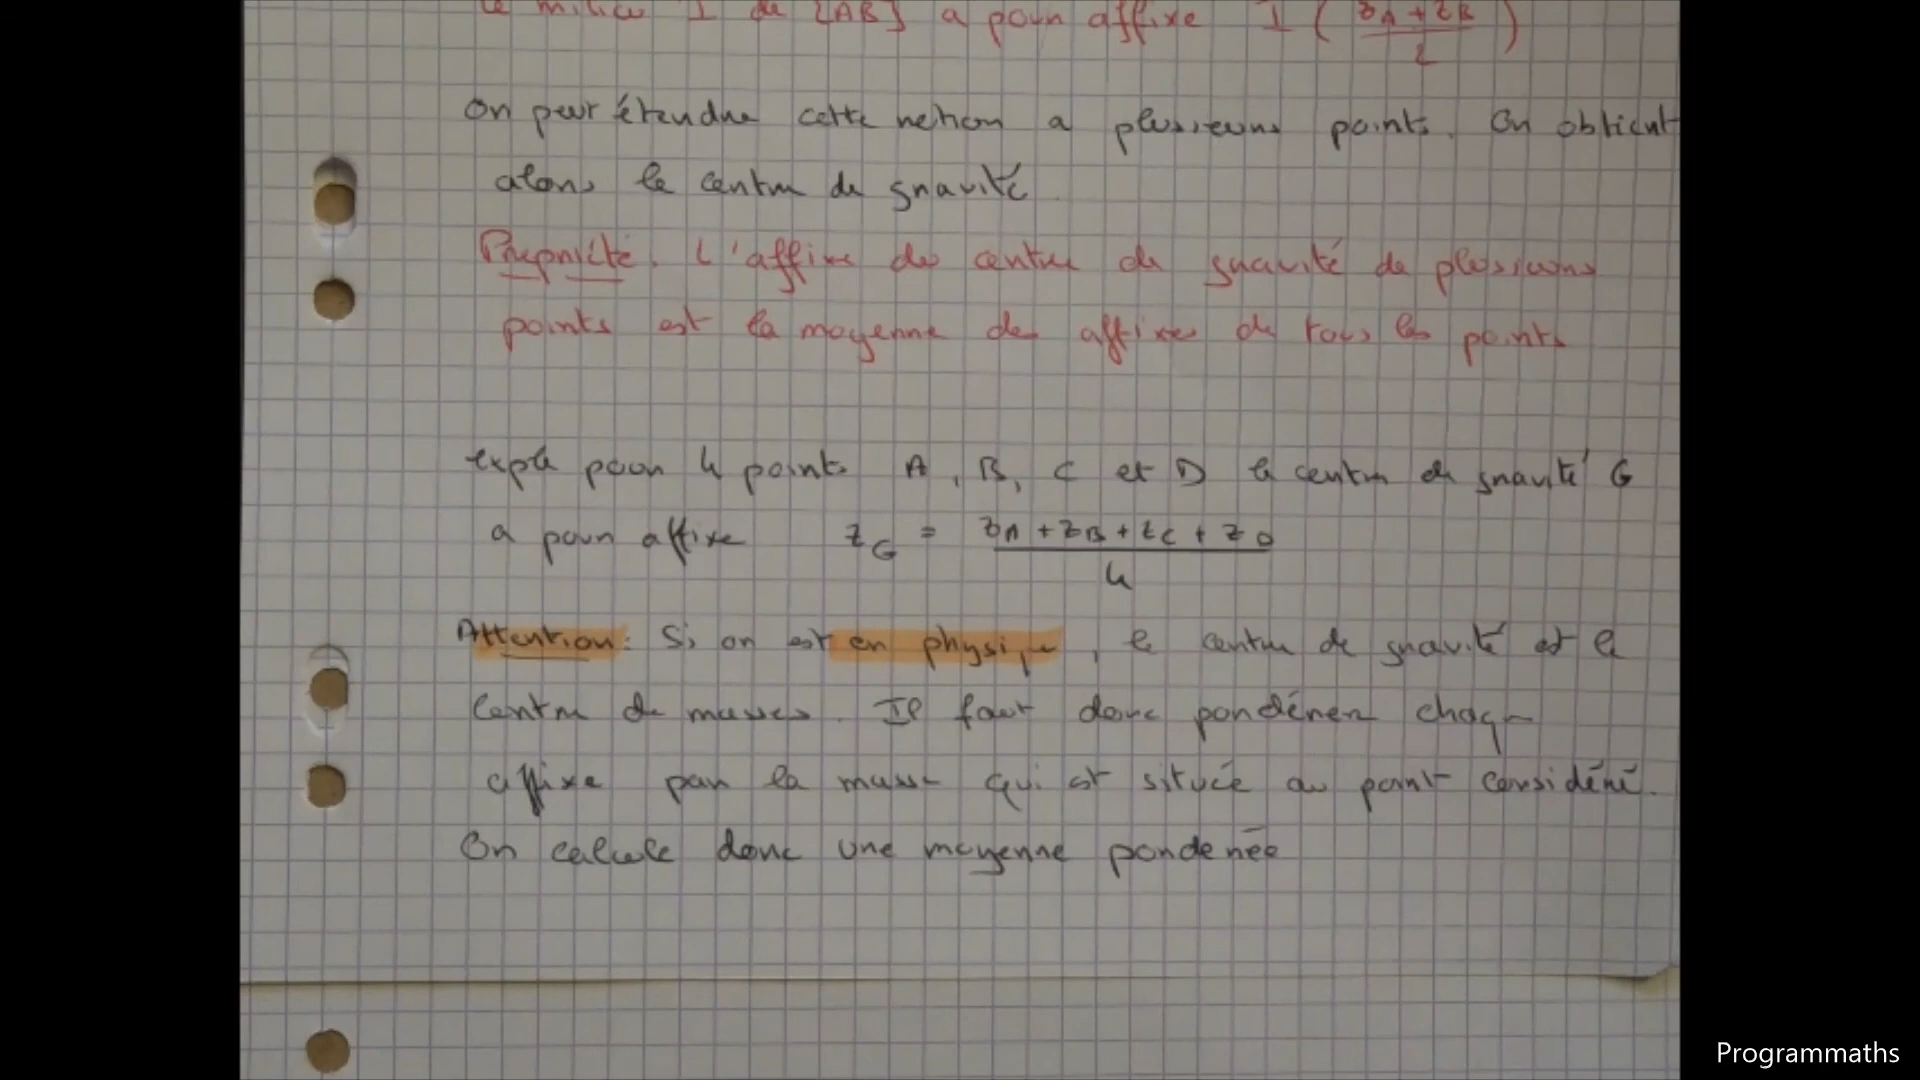 Le milieu I de [AB] a pour affixe I ( (zA + zB) / 2 )
On peut étendre cette notion a plusieurs points. On obtient
alors le centre de gravité
Propriété. L'affixe du centre de gravité de plusieurs
points est la moyenne des affixes de tous les points
exple pour 4 points A, B, C et D le centre de gravité G
a pour affixe zG = (zA + zB + zC + zD) / 4
Attention : Si on est en physique, le centre de gravité est le
centre de masses. Il faut donc pondérer chaque
affixe par la masse qui est située au point considéré.
On calcule donc une moyenne ponderée
Programmaths